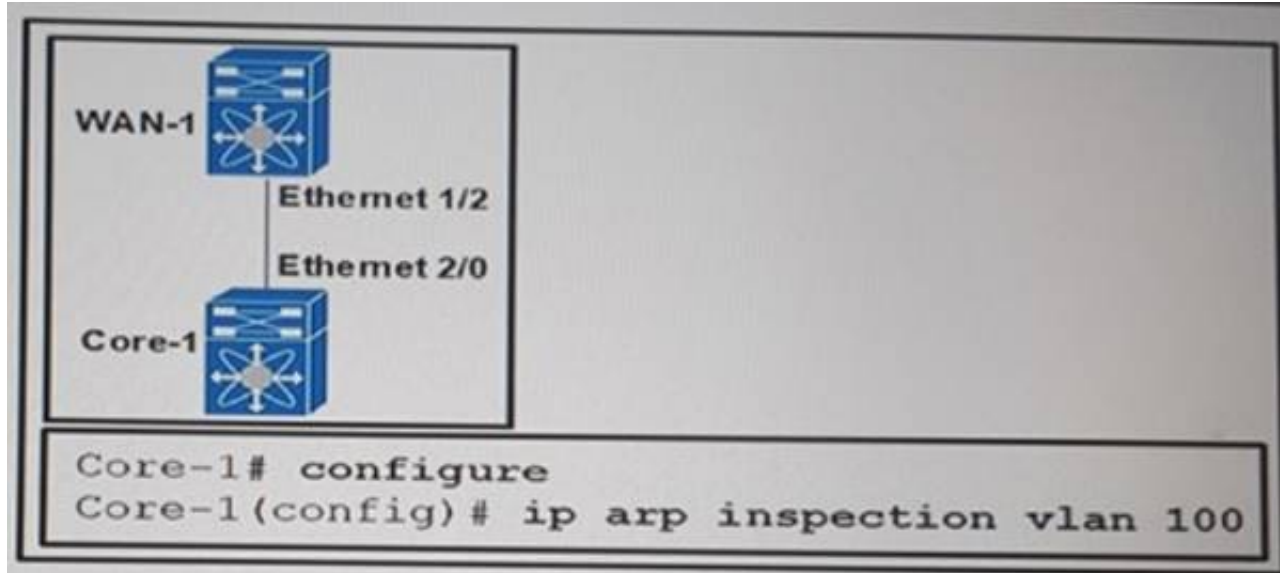 WAN-1
Ethernet 1/2
Ethernet 2/0
Core-1
Core-1# configure
Core-1(config)# ip arp inspection vlan 100